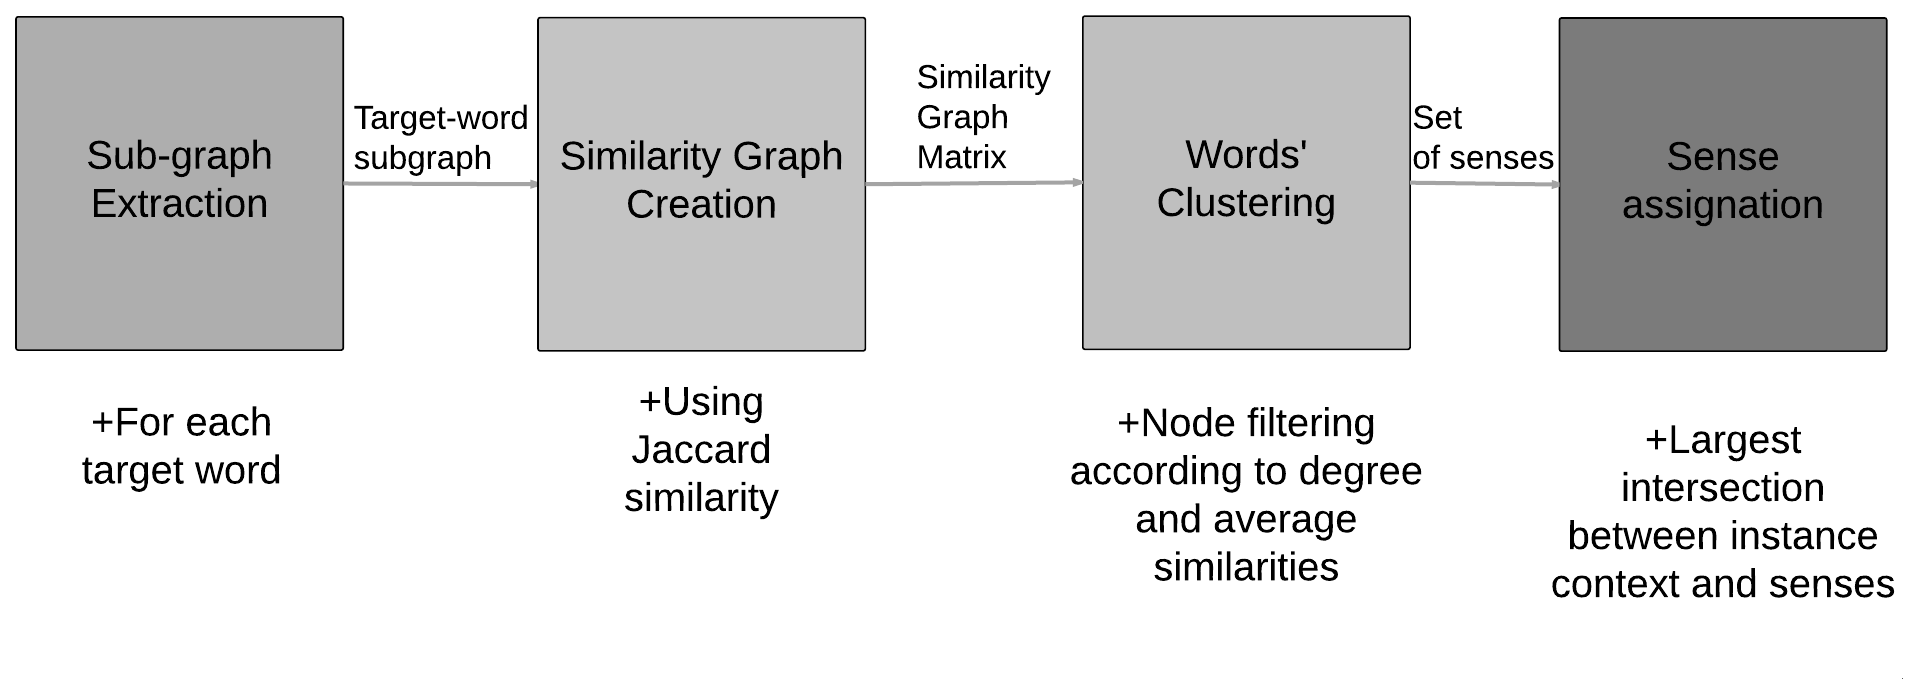 Sub-graph
Extraction
Target-word
subgraph
Similarity Graph
Creation
Similarity
Graph
Matrix
Words'
Clustering
Set
of senses
Sense
assignation
+For each
target word
+Using
Jaccard
similarity
+Node filtering
according to degree
and average
similarities
+Largest
intersection
between instance
context and senses